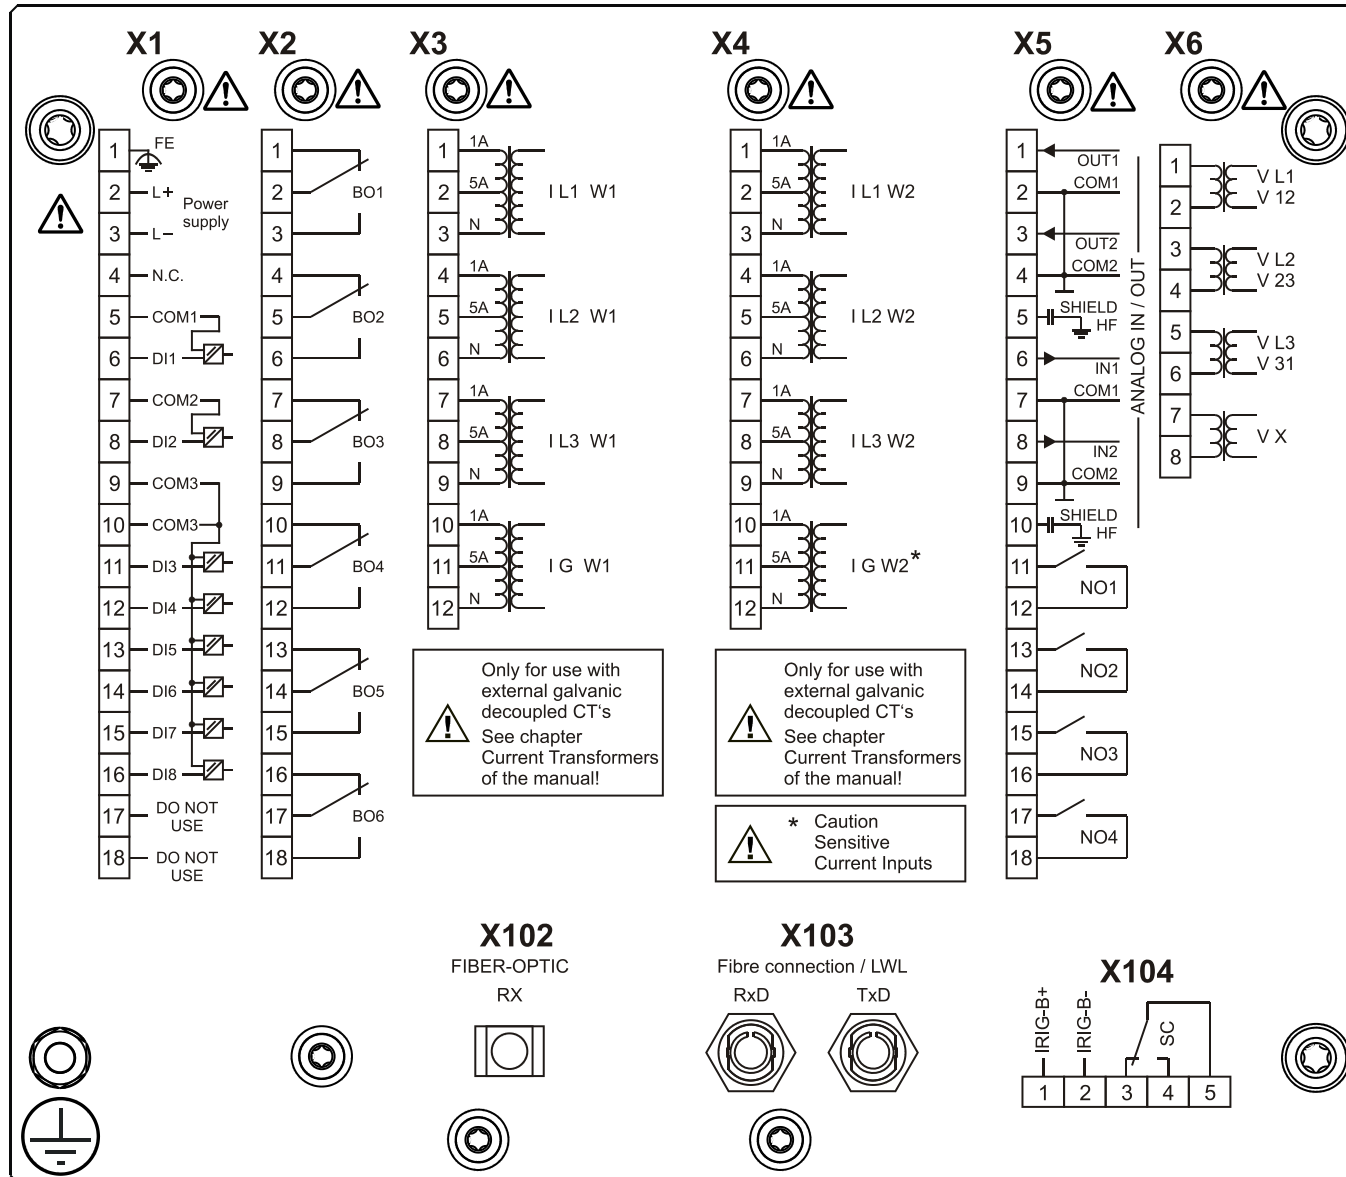 X1
X2
X3
X4
X5
X6
1 FE
2 L+
Power
supply
3 L–
4 N.C.
5 COM1
6 DI1
7 COM2
8 DI2
9 COM3
10 COM3
11 DI3
12 DI4
13 DI5
14 DI6
15 DI7
16 DI8
17 DO NOT
USE
18 DO NOT
USE
1
2 BO1
3
4
5 BO2
6
7
8 BO3
9
10
11 BO4
12
13
14 BO5
15
16
17 BO6
18
1 1A
2 5A I L1 W1
3 N
4 1A
5 5A I L2 W1
6 N
7 1A
8 5A I L3 W1
9 N
10 1A
11 5A I G W1
12 N
Only for use with
external galvanic
decoupled CT‘s
See chapter
Current Transformers
of the manual!
1 1A
2 5A I L1 W2
3 N
4 1A
5 5A I L2 W2
6 N
7 1A
8 5A I L3 W2
9 N
10 1A
11 5A I G W2*
12 N
Only for use with
external galvanic
decoupled CT‘s
See chapter
Current Transformers
of the manual!
* Caution
Sensitive
Current Inputs
1 OUT1
2 COM1
3 OUT2
4 COM2
5 SHIELD
HF
6 IN1
7 COM1
8 IN2
9 COM2
10 SHIELD
HF
ANALOG IN / OUT
11
NO1
12
13
NO2
14
15
NO3
16
17
NO4
18
1 V L1
2 V 12
3 V L2
4 V 23
5 V L3
6 V 31
7
V X
8
X102
FIBER-OPTIC
RX
X103
Fibre connection / LWL
RxD TxD
X104
IRIG-B+
IRIG-B-
SC
1 2 3 4 5